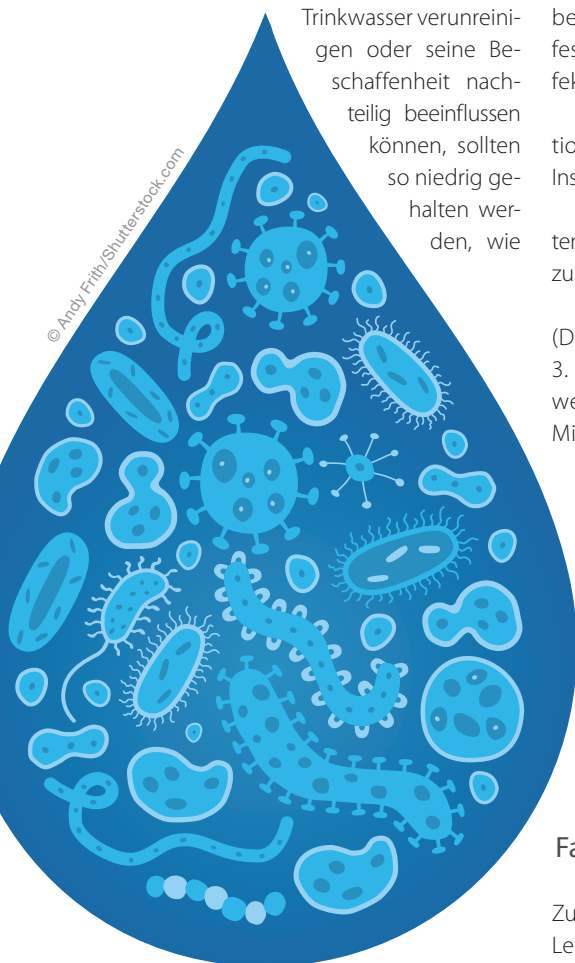 Trinkwasser verunreini-
gen oder seine Be-
schaffenheit nach-
teilig beeinflussen
können, sollten
so niedrig ge-
halten wer-
den, wie
© Andy Frith/Shutterstock.com
be
fes
fek
tio
Ins
ter
zu
(D
3.
we
Mi
Fa
Zu
Le